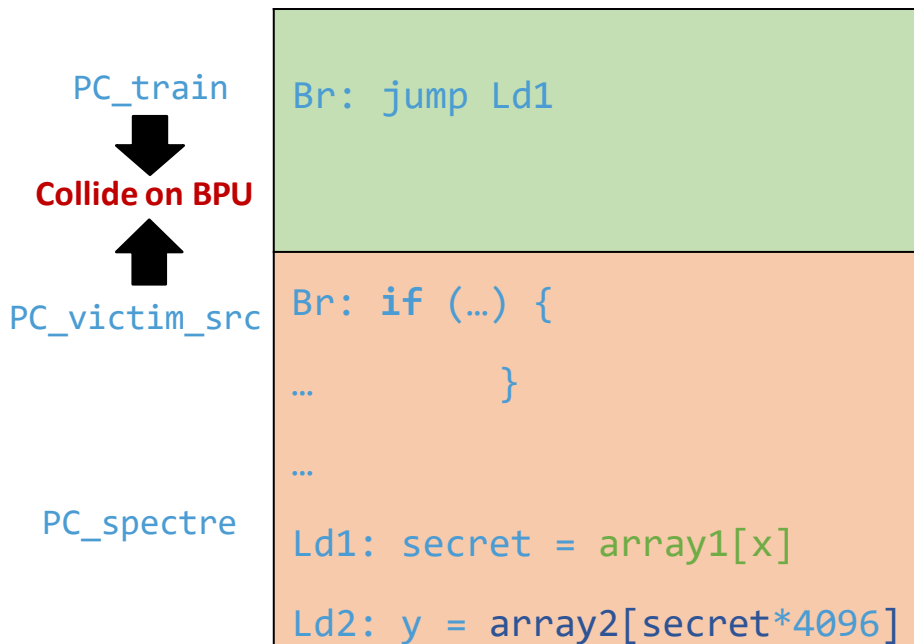 PC_train
Br: jump Ld1
Collide on BPU
PC_victim_src
Br: if (…) {
… }
…
PC_spectre
Ld1: secret = array1[x]
Ld2: y = array2[secret*4096]